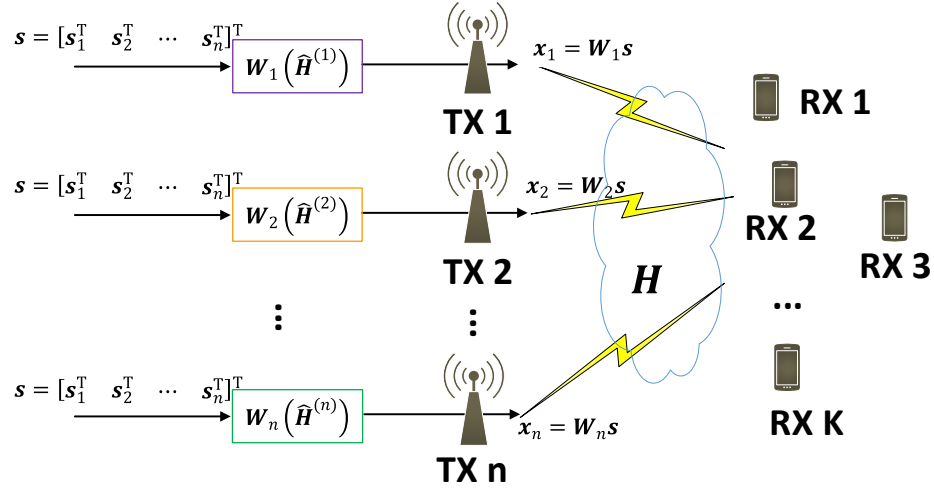 s = [s₁ᵀ s₂ᵀ ⋯ sₙᵀ]ᵀ
W₁(Ĥ⁽¹⁾)
x₁ = W₁s
TX 1
RX 1
s = [s₁ᵀ s₂ᵀ ⋯ sₙᵀ]ᵀ
W₂(Ĥ⁽²⁾)
x₂ = W₂s
TX 2
RX 2
RX 3
H
⋮
⋮
...
s = [s₁ᵀ s₂ᵀ ⋯ sₙᵀ]ᵀ
Wₙ(Ĥ⁽ⁿ⁾)
xₙ = Wₙs
TX n
RX K